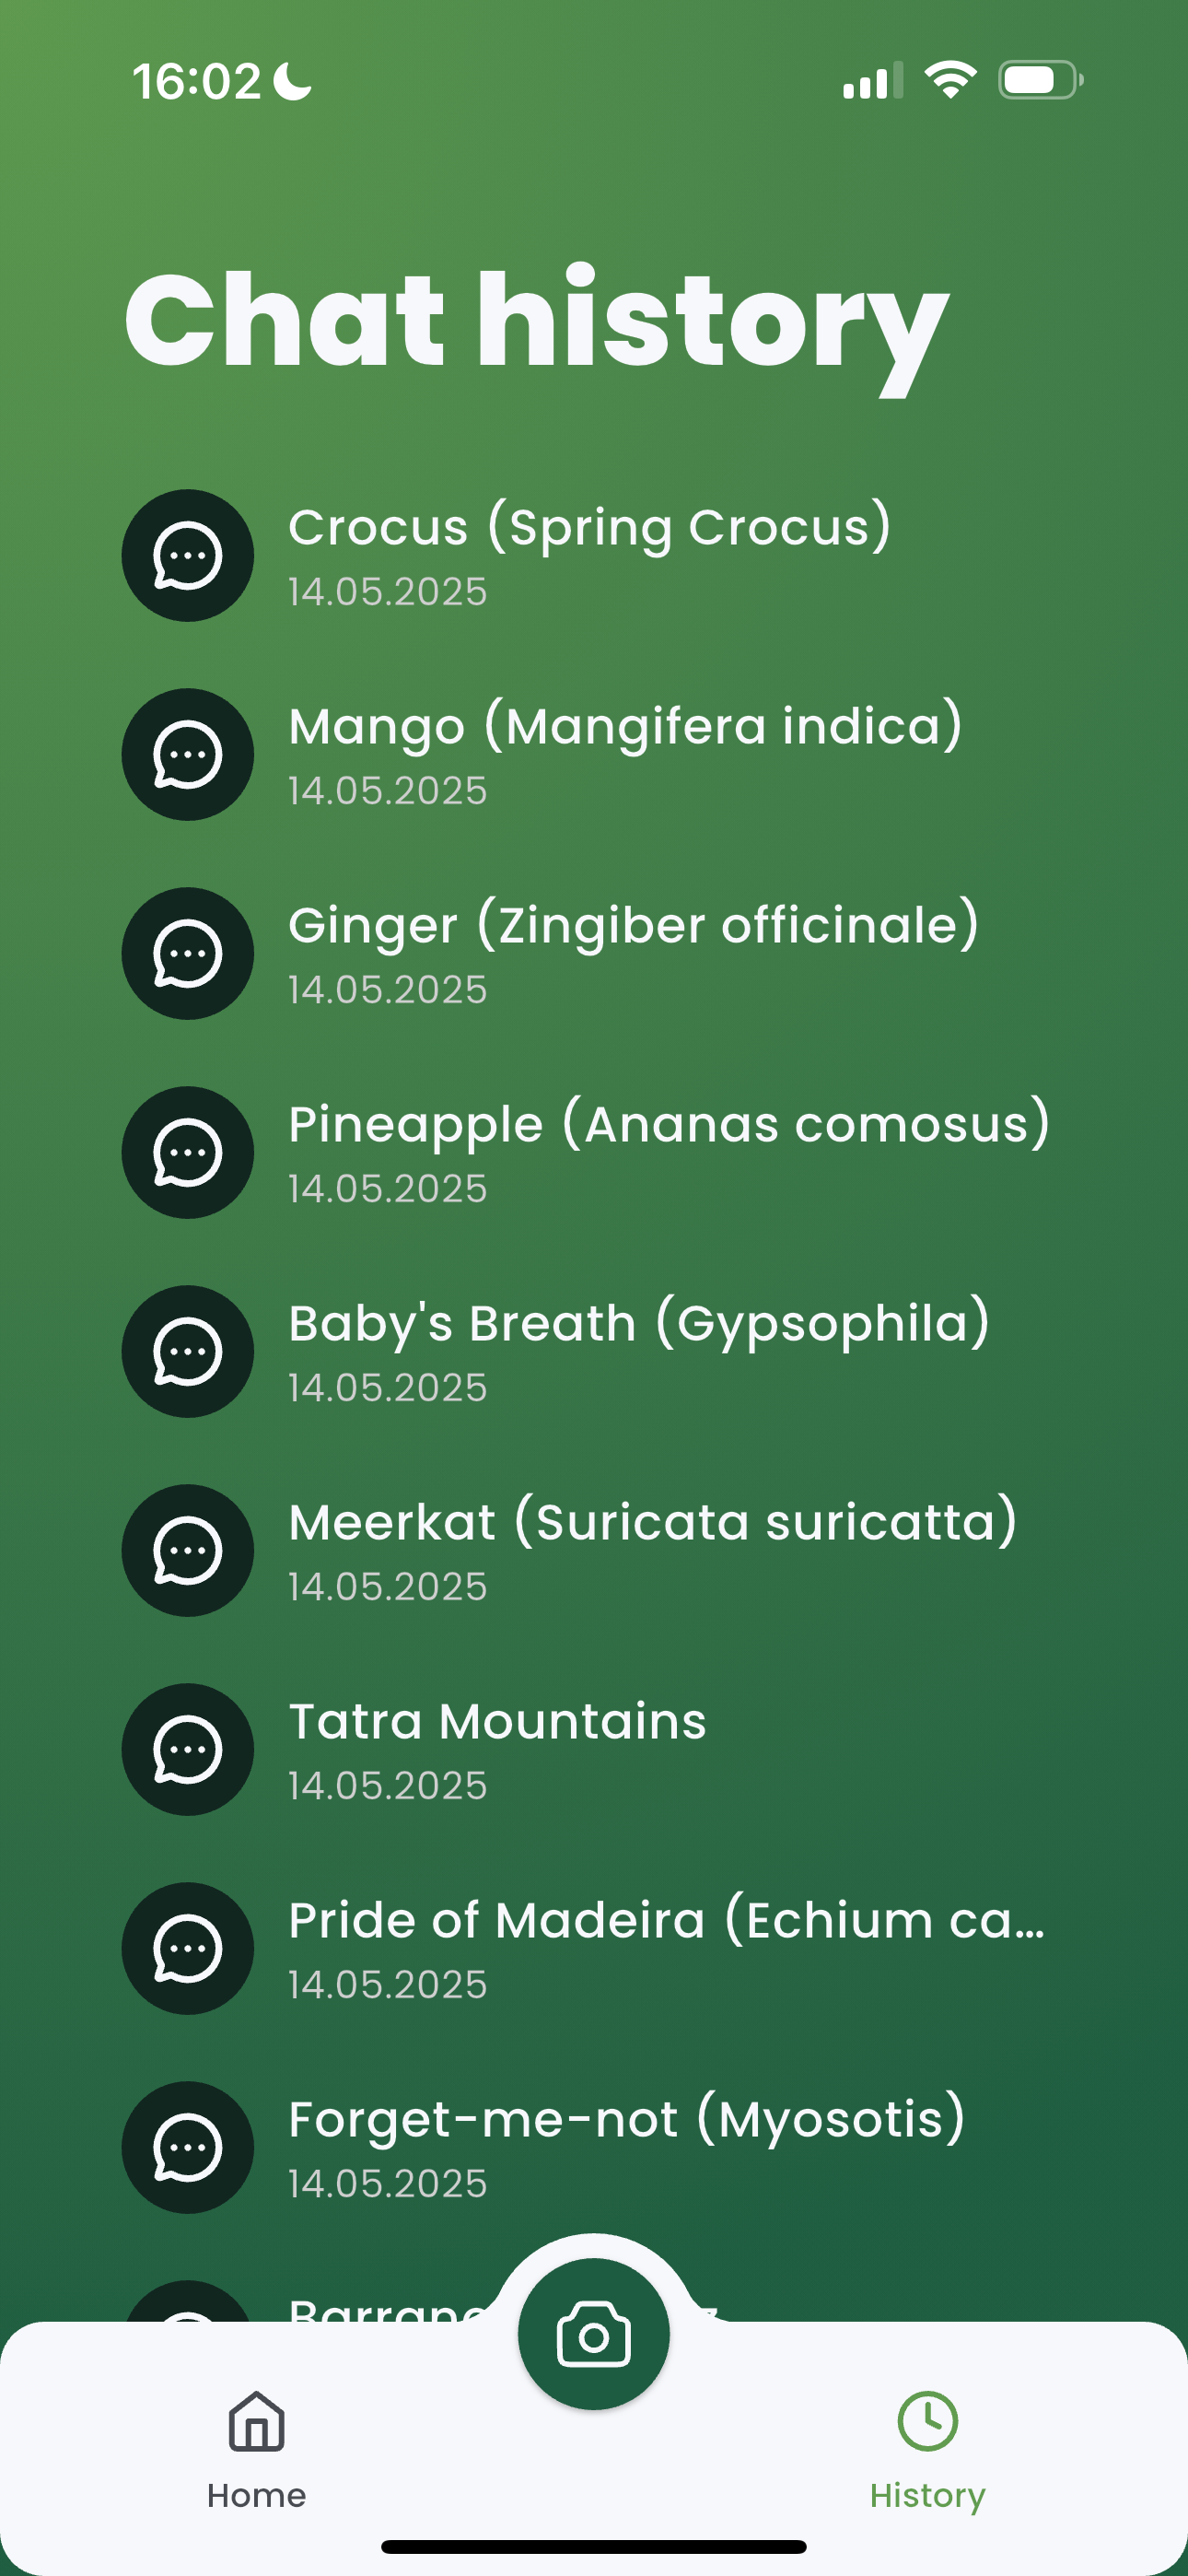 16:02
Chat history
Crocus (Spring Crocus)
14.05.2025
Mango (Mangifera indica)
14.05.2025
Ginger (Zingiber officinale)
14.05.2025
Pineapple (Ananas comosus)
14.05.2025
Baby's Breath (Gypsophila)
14.05.2025
Meerkat (Suricata suricatta)
14.05.2025
Tatra Mountains
14.05.2025
Pride of Madeira (Echium ca...
14.05.2025
Forget-me-not (Myosotis)
14.05.2025
Home
History